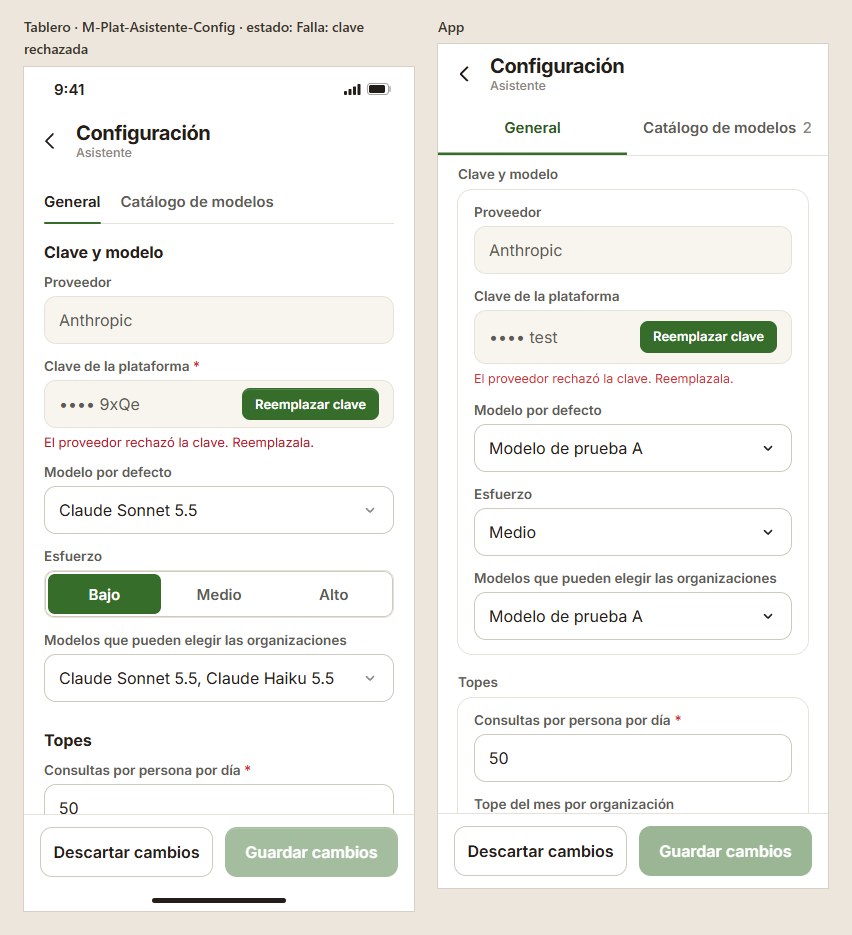 Tablero · M-Plat-Asistente-Config · estado: Falla: clave
rechazada
9:41
Configuración
Asistente
General
Catálogo de modelos
Clave y modelo
Proveedor
Anthropic
Clave de la plataforma *
•••• 9xQe
Reemplazar clave
El proveedor rechazó la clave. Reemplazala.
Modelo por defecto
Claude Sonnet 5.5
Esfuerzo
Bajo
Medio
Alto
Modelos que pueden elegir las organizaciones
Claude Sonnet 5.5, Claude Haiku 5.5
Topes
Consultas por persona por día *
50
Descartar cambios
Guardar cambios
App
Configuración
Asistente
General
Catálogo de modelos 2
Clave y modelo
Proveedor
Anthropic
Clave de la plataforma
•••• test
Reemplazar clave
El proveedor rechazó la clave. Reemplazala.
Modelo por defecto
Modelo de prueba A
Esfuerzo
Medio
Modelos que pueden elegir las organizaciones
Modelo de prueba A
Topes
Consultas por persona por día *
50
Tope del mes por organización
Descartar cambios
Guardar cambios